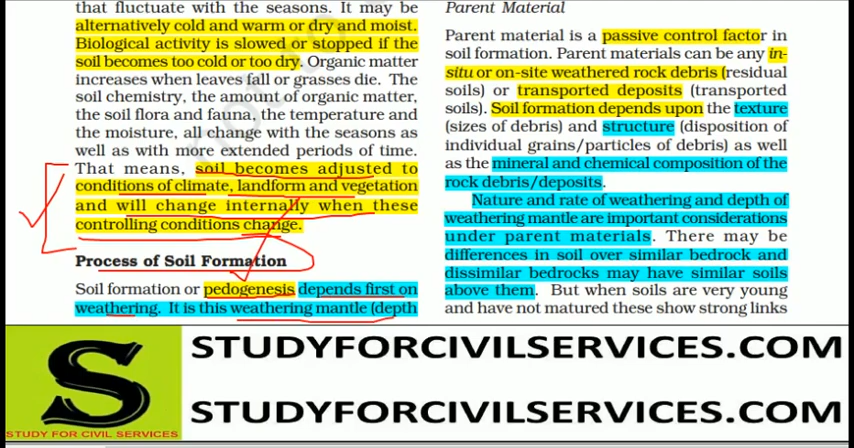 that fluctuate with the seasons. It may be
alternatively cold and warm or dry and moist.
Biological activity is slowed or stopped if the
soil becomes too cold or too dry. Organic matter
increases when leaves fall or grasses die. The
soil chemistry, the amount of organic matter,
the soil flora and fauna, the temperature and
the moisture, all change with the seasons as
well as with more extended periods of time.
That means, soil becomes adjusted to
conditions of climate, landform and vegetation
and will change internally when these
controlling conditions change.
Process of Soil Formation
Soil formation or pedogenesis depends first on
weathering. It is this weathering mantle (depth
Parent Material
Parent material is a passive control factor in
soil formation. Parent materials can be any in-
situ or on-site weathered rock debris (residual
soils) or transported deposits (transported
soils). Soil formation depends upon the texture
(sizes of debris) and structure (disposition of
individual grains/particles of debris) as well
as the mineral and chemical composition of the
rock debris/deposits.
Nature and rate of weathering and depth of
weathering mantle are important considerations
under parent materials. There may be
differences in soil over similar bedrock and
dissimilar bedrocks may have similar soils
above them. But when soils are very young
and have not matured these show strong links
S
STUDY FOR CIVIL SERVICES
STUDYFORCIVILSERVICES.COM
STUDYFORCIVILSERVICES.COM